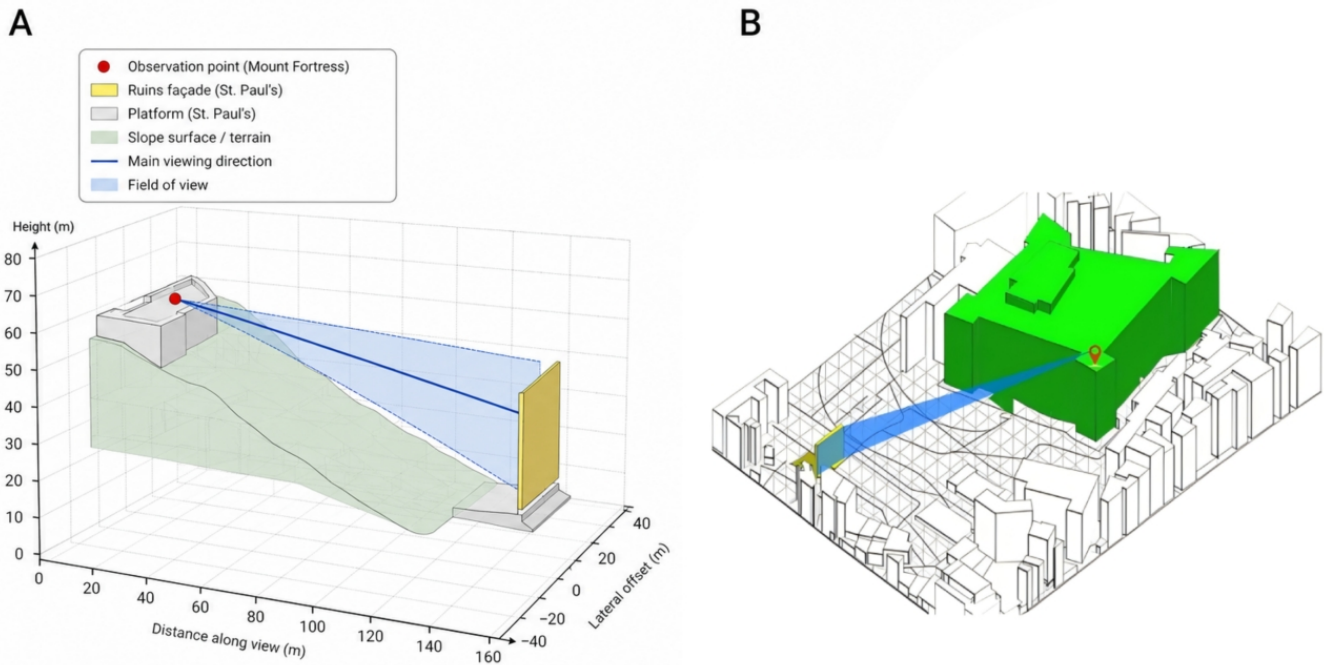 A
B
Observation point (Mount Fortress)
Ruins façade (St. Paul's)
Platform (St. Paul's)
Slope surface / terrain
Main viewing direction
Field of view
Height (m)
80
70
60
50
40
30
20
10
0
0
20
40
60
80
100
120
140
160
Distance along view (m)
−40
−20
0
20
40
Lateral offset (m)